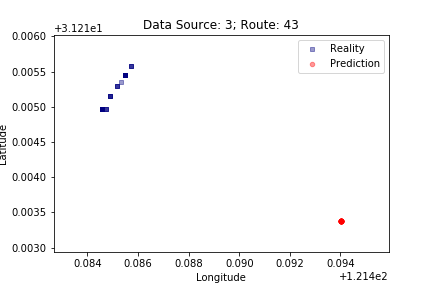 Data Source: 3; Route: 43
+3.121e1
0.0060
0.0055
0.0050
0.0045
0.0040
0.0035
0.0030
Latitude
Reality
Prediction
0.084
0.086
0.088
0.090
0.092
0.094
Longitude
+1.214e2